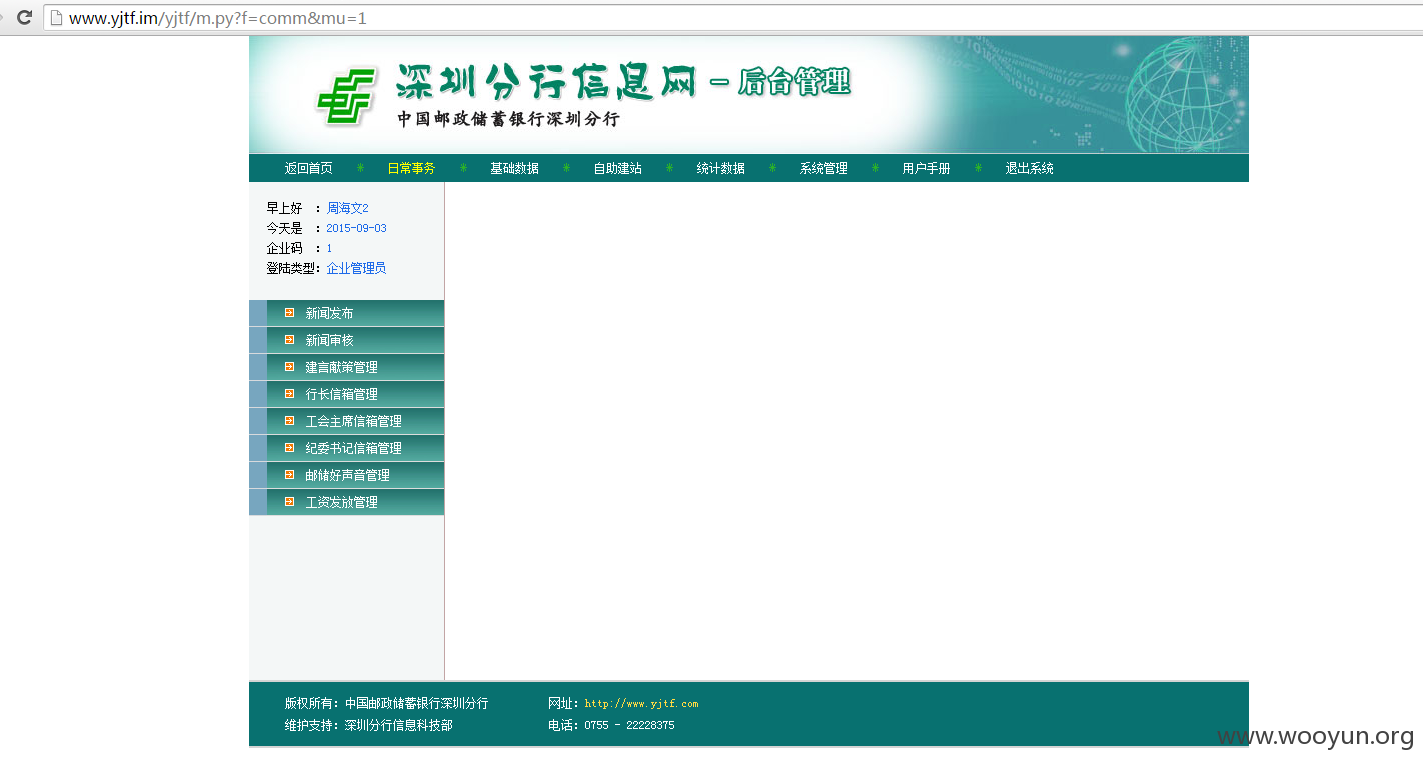 www.yjtf.im/yjtf/m.py?f=comm&mu=1
深圳分行信息网-后台管理
中国邮政储蓄银行深圳分行
返回首页 * 日常事务 * 基础数据 * 自助建站 * 统计数据 * 系统管理 * 用户手册 * 退出系统
早上好 : 周海文2
今天是 : 2015-09-03
企业码 : 1
登陆类型: 企业管理员
新闻发布
新闻审核
建言献策管理
行长信箱管理
工会主席信箱管理
纪委书记信箱管理
邮储好声音管理
工资发放管理
版权所有: 中国邮政储蓄银行深圳分行 网址: http://www.yjtf.com
维护支持: 深圳分行信息科技部 电话: 0755 - 22228375
www.wooyun.org